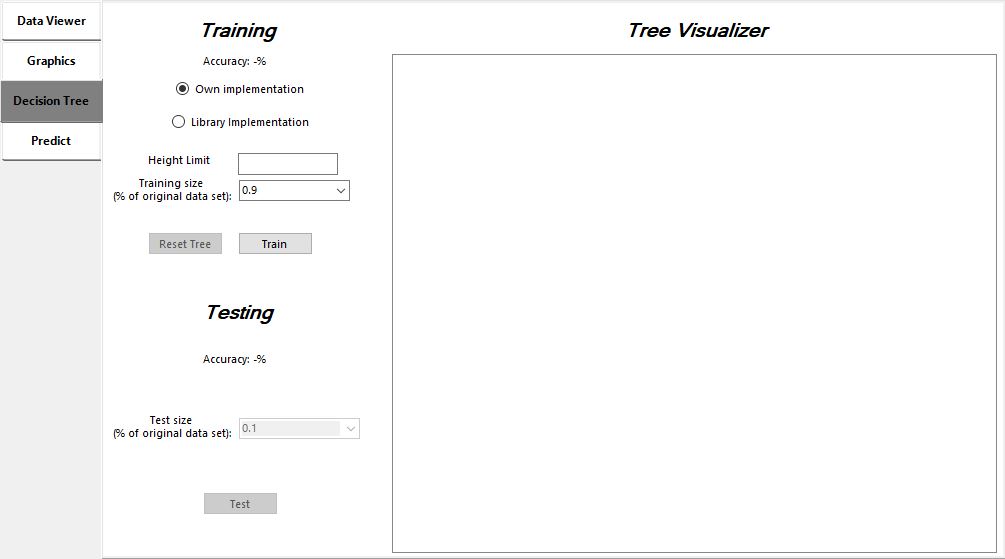 Data Viewer
Graphics
Decision Tree
Predict
Training
Accuracy: -%
Own implementation
Library Implementation
Height Limit
Training size
(% of original data set):
0.9
Reset Tree
Train
Testing
Accuracy: -%
Test size
(% of original data set):
0.1
Test
Tree Visualizer